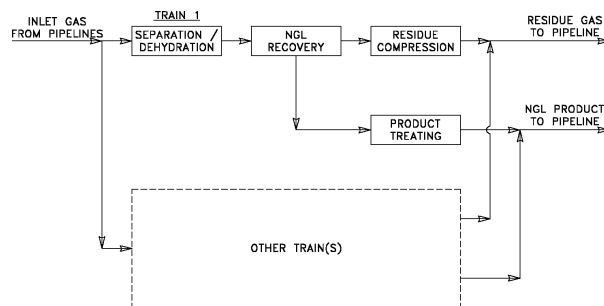 TRAIN 1
INLET GAS
FROM PIPELINES
SEPARATION /
DEHYDRATION
NGL
RECOVERY
RESIDUE
COMPRESSION
RESIDUE GAS
TO PIPELINE
PRODUCT
TREATING
NGL PRODUCT
TO PIPELINE
OTHER TRAIN(S)